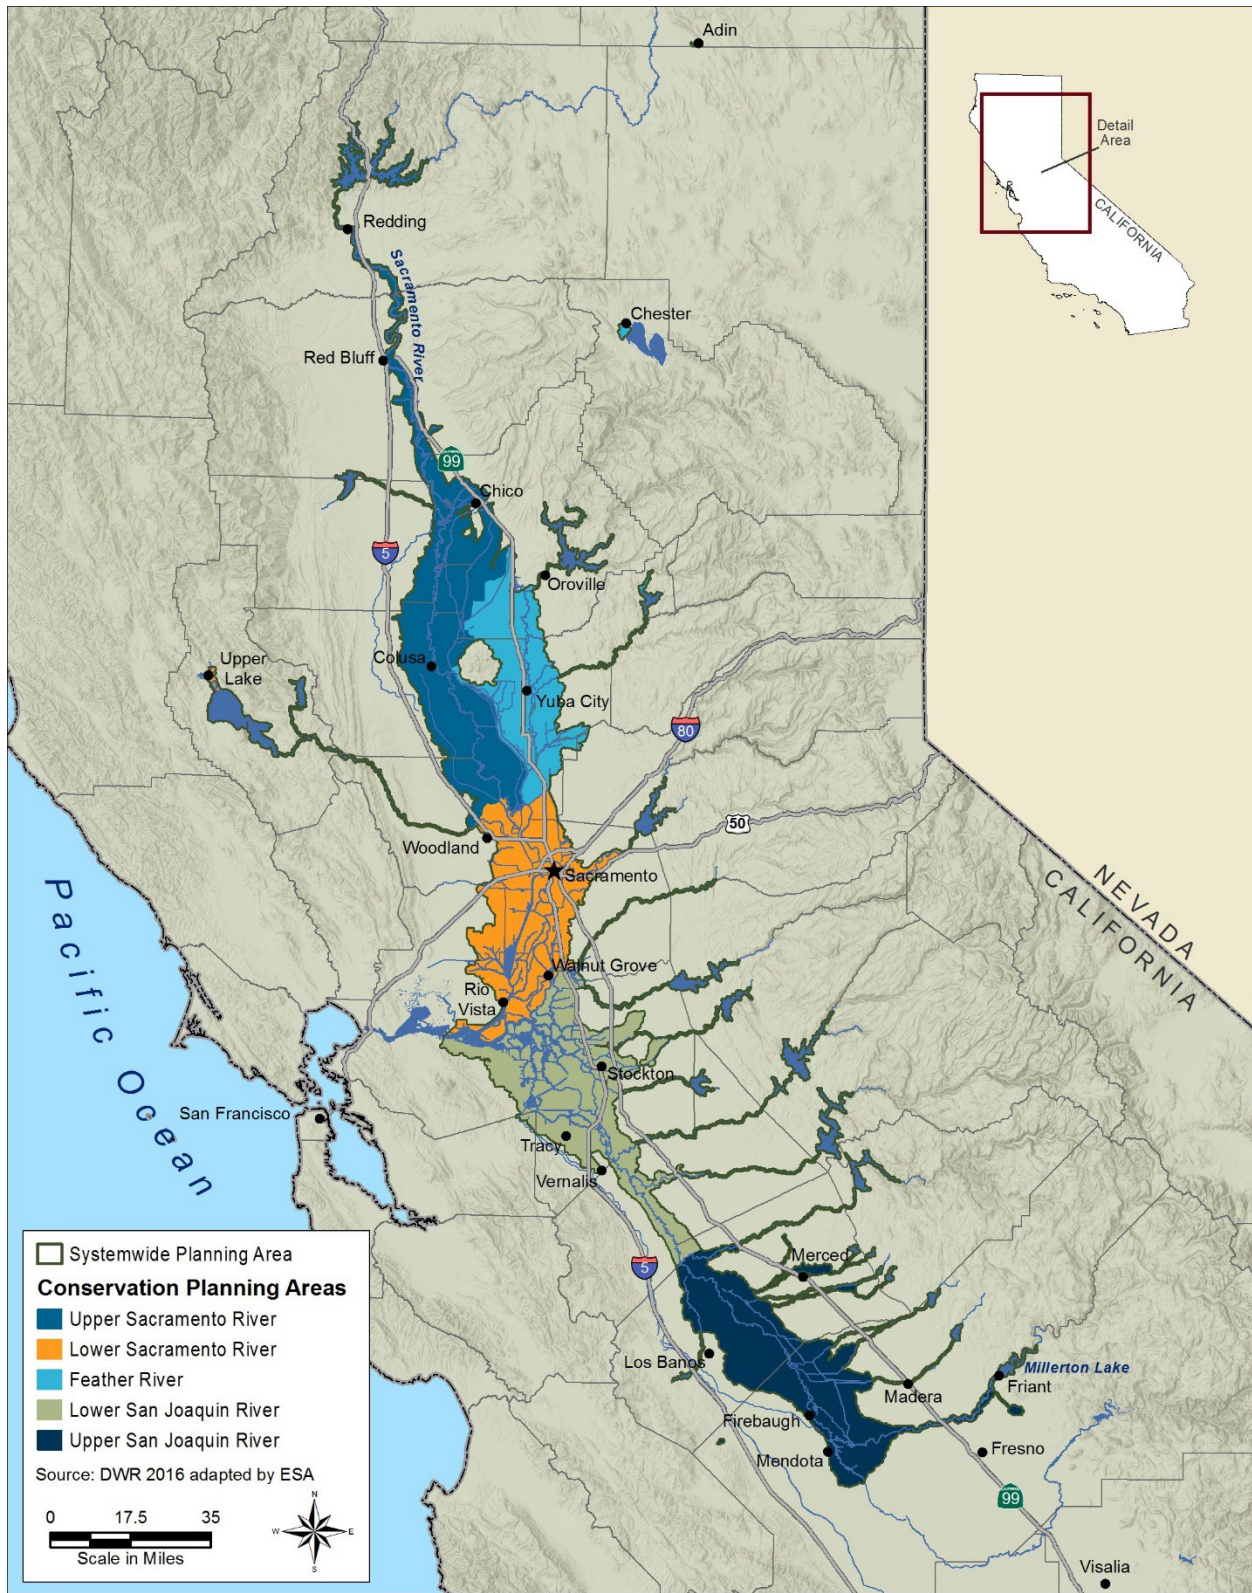 Adin
Detail
Area
CALIFORNIA
Redding
Sacramento River
Chester
Red Bluff
99
Chico
5
Oroville
Upper
Lake
Colusa
Yuba City
80
50
Woodland
Sacramento
NEVADA
CALIFORNIA
Pacific Ocean
Walnut Grove
Rio
Vista
Stockton
San Francisco
Tracy
Vernalis
Merced
5
Los Banos
Millerton Lake
Friant
Madera
Firebaugh
Mendota
Fresno
99
Visalia
Systemwide Planning Area
Conservation Planning Areas
Upper Sacramento River
Lower Sacramento River
Feather River
Lower San Joaquin River
Upper San Joaquin River
Source: DWR 2016 adapted by ESA
0 17.5 35
Scale in Miles
N
W E
S